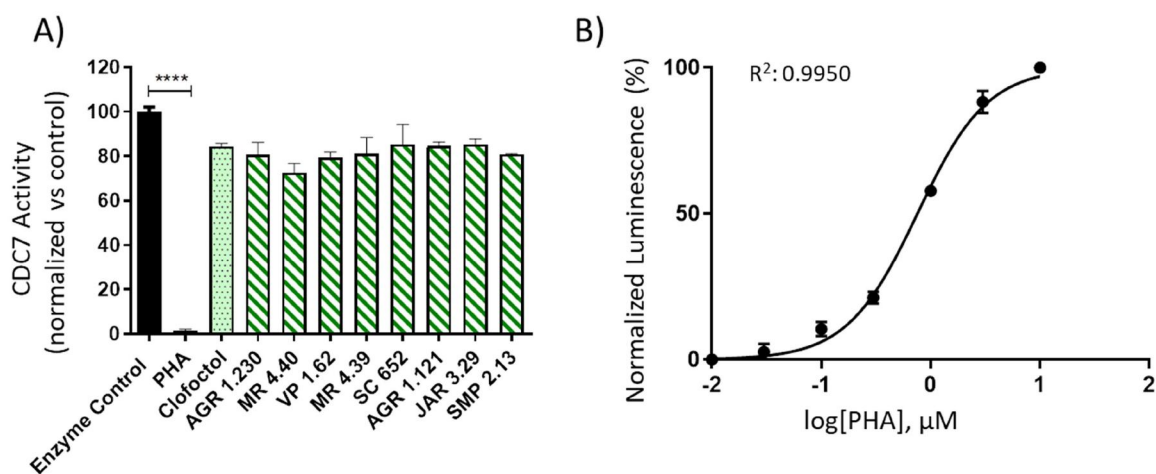 A)
CDC7 Activity
(normalized vs control)
120
100
80
60
40
20
0
****
Enzyme Control
PHA
Clofoctol
AGR 1.230
MR 4.40
VP 1.62
MR 4.39
SC 652
AGR 1.121
JAR 3.29
SMP 2.13
B)
R²: 0.9950
Normalized Luminescence (%)
100
50
0
-2
-1
0
1
2
log[PHA], µM